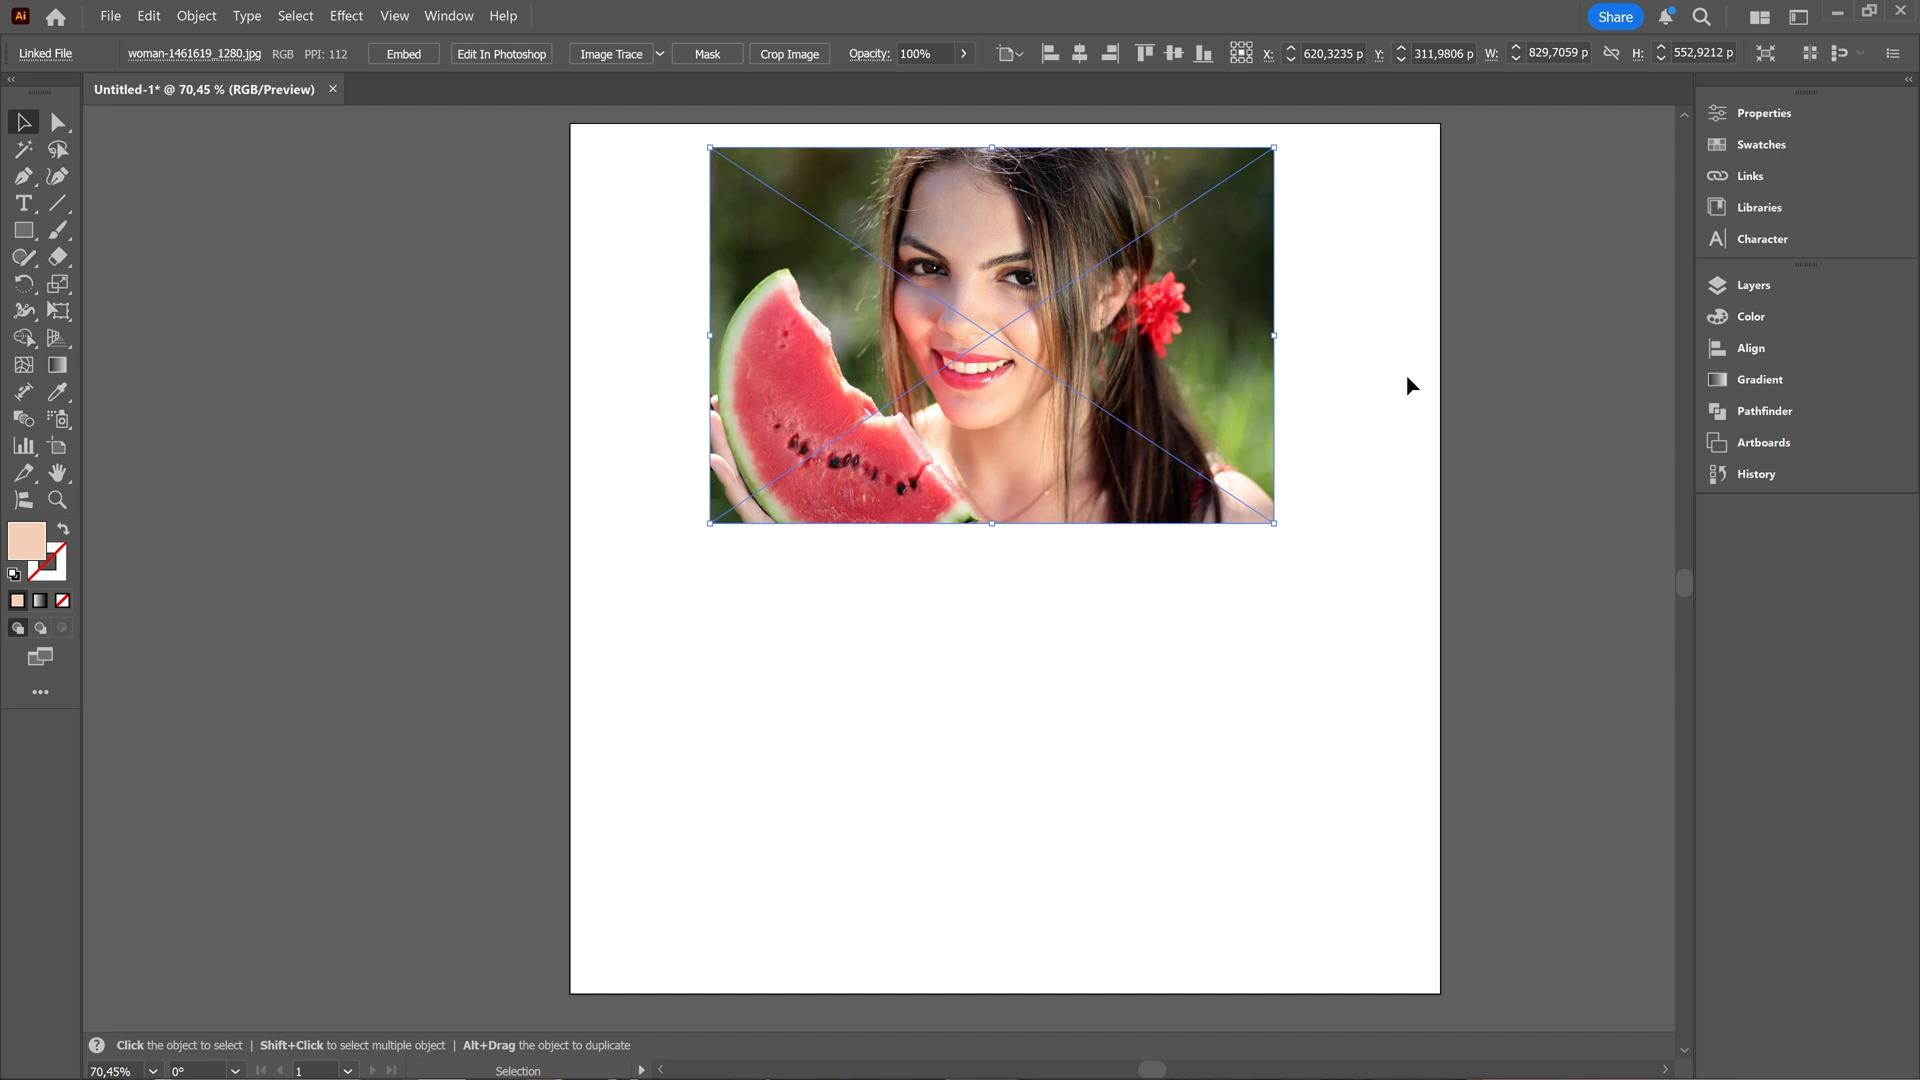 Ai File Edit Object Type Select Effect View Window Help Share
Linked File woman-1461619_1280.jpg RGB PPI: 112 Embed Edit In Photoshop Image Trace Mask Crop Image Opacity: 100% X: 620,3235 p Y: 311,9806 p W: 829,7059 p H: 552,9212 p
Untitled-1* @ 70,45 % (RGB/Preview) ×
Properties
Swatches
Links
Libraries
Character
Layers
Color
Align
Gradient
Pathfinder
Artboards
History
Click the object to select | Shift+Click to select multiple object | Alt+Drag the object to duplicate
70,45% 0° 1 Selection